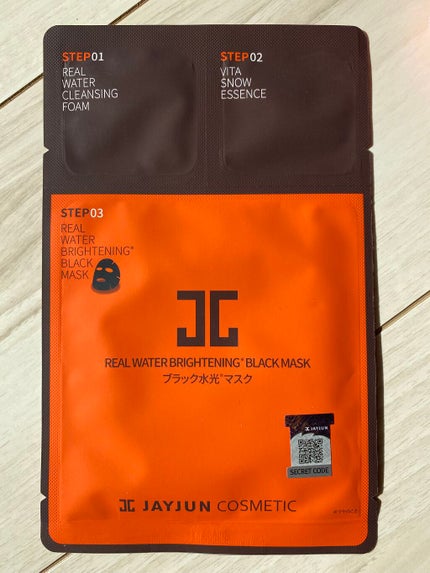 STEP01
REAL
WATER
CLEANSING
FOAM
STEP02
VITA
SNOW
ESSENCE
STEP03
REAL
WATER
BRIGHTENING*
BLACK
MASK
REAL WATER BRIGHTENING* BLACK MASK
ブラック水光*マスク
JAYJUN
SECRET CODE
JAYJUN COSMETIC